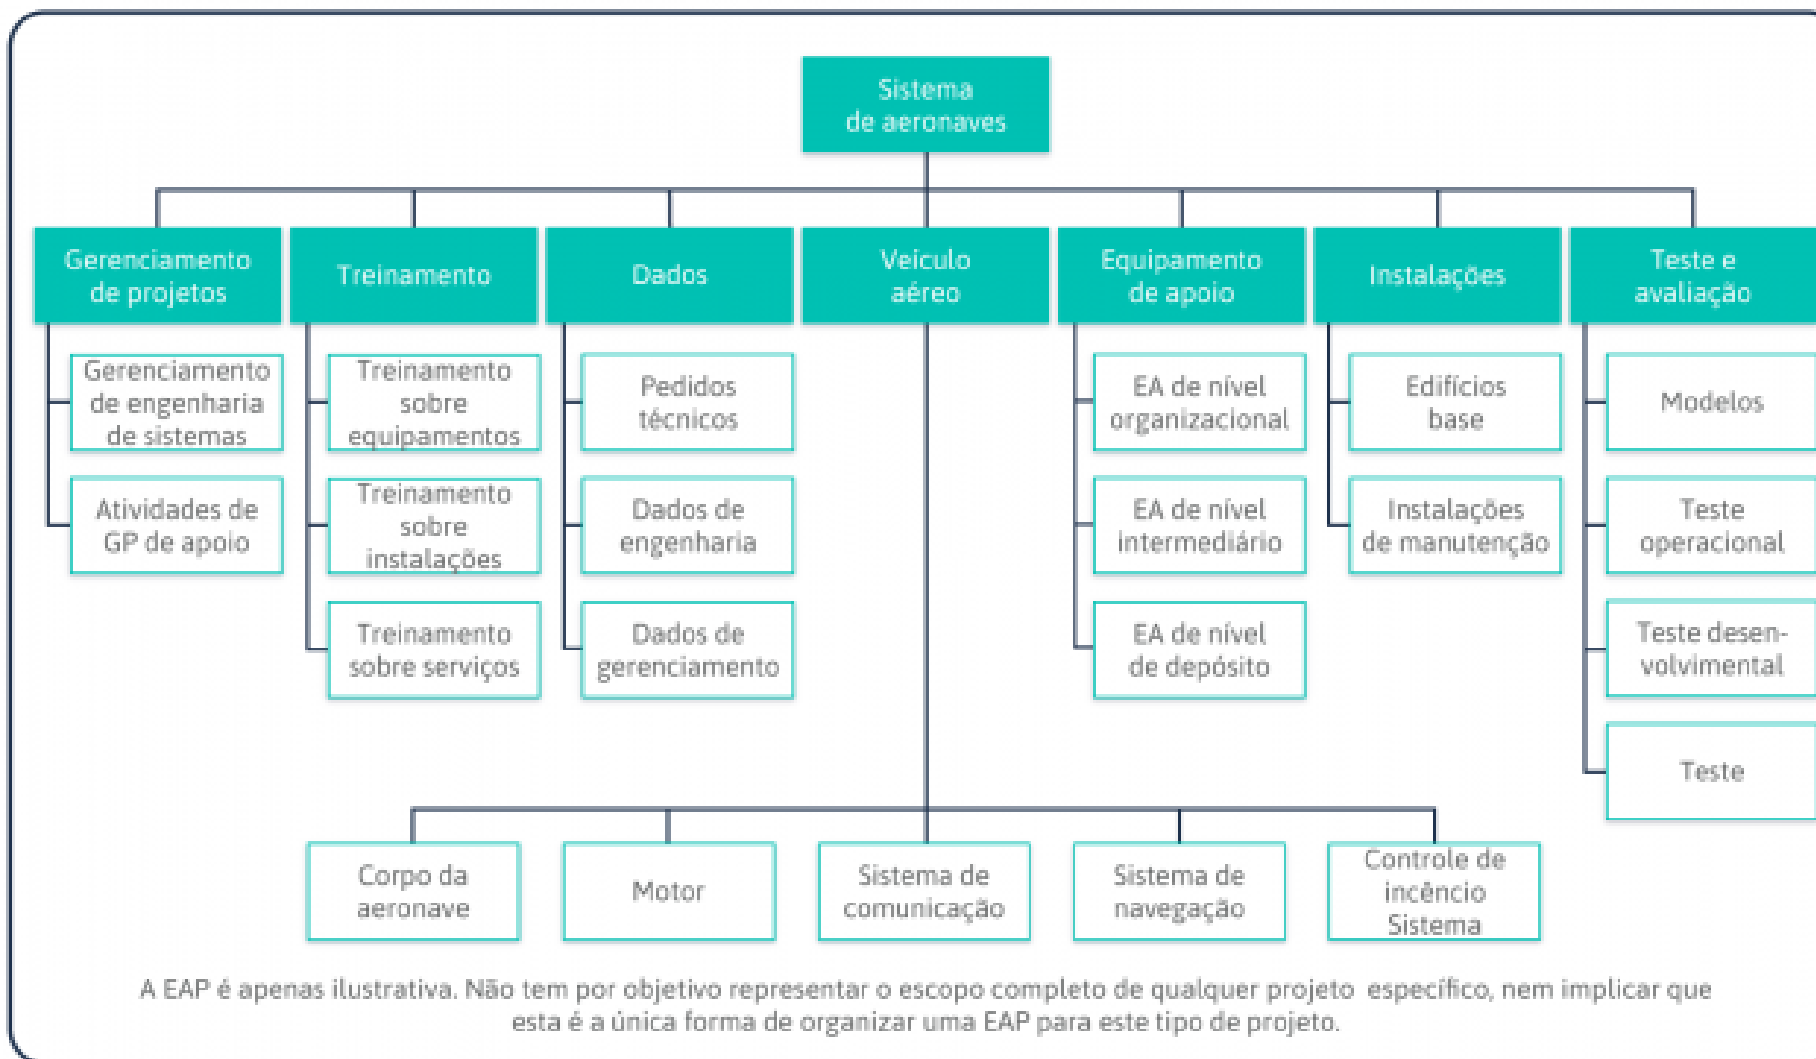 Sistema
de aeronaves
Gerenciamento
de projetos
Treinamento
Dados
Veículo
aéreo
Equipamento
de apoio
Instalações
Teste e
avaliação
Gerenciamento
de engenharia
de sistemas
Atividades de
GP de apoio
Treinamento
sobre
equipamentos
Treinamento
sobre
instalações
Treinamento
sobre serviços
Pedidos
técnicos
Dados de
engenharia
Dados de
gerenciamento
EA de nível
organizacional
EA de nível
intermediário
EA de nível
de depósito
Edifícios
base
Instalações
de manutenção
Modelos
Teste
operacional
Teste desen-
volvimental
Teste
Corpo da
aeronave
Motor
Sistema de
comunicação
Sistema de
navegação
Controle de
incêncio
Sistema
A EAP é apenas ilustrativa. Não tem por objetivo representar o escopo completo de qualquer projeto específico, nem implicar que
esta é a única forma de organizar uma EAP para este tipo de projeto.